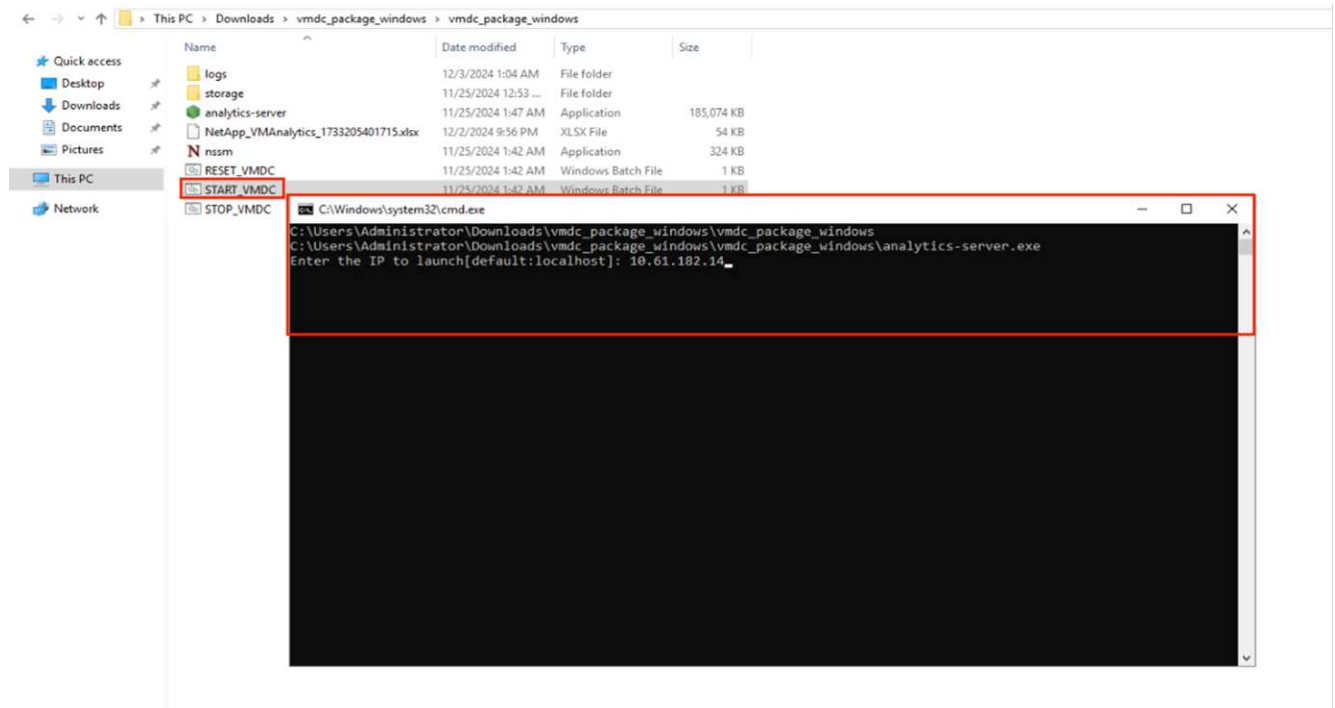 This PC > Downloads > vmdc_package_windows > vmdc_package_windows
Name Date modified Type Size
Quick access
Desktop
Downloads
Documents
Pictures
This PC
Network
logs 12/3/2024 1:04 AM File folder
storage 11/25/2024 12:53 ... File folder
analytics-server 11/25/2024 1:47 AM Application 185,074 KB
NetApp_VMAnalytics_1733205401715.xlsx 12/2/2024 9:56 PM XLSX File 54 KB
N nssm 11/25/2024 1:42 AM Application 324 KB
RESET_VMDC 11/25/2024 1:42 AM Windows Batch File 1 KB
START_VMDC 11/25/2024 1:42 AM Windows Batch File 1 KB
STOP_VMDC
C:\Windows\system32\cmd.exe
C:\Users\Administrator\Downloads\vmdc_package_windows\vmdc_package_windows
C:\Users\Administrator\Downloads\vmdc_package_windows\vmdc_package_windows\analytics-server.exe
Enter the IP to launch[default:localhost]: 10.61.182.14